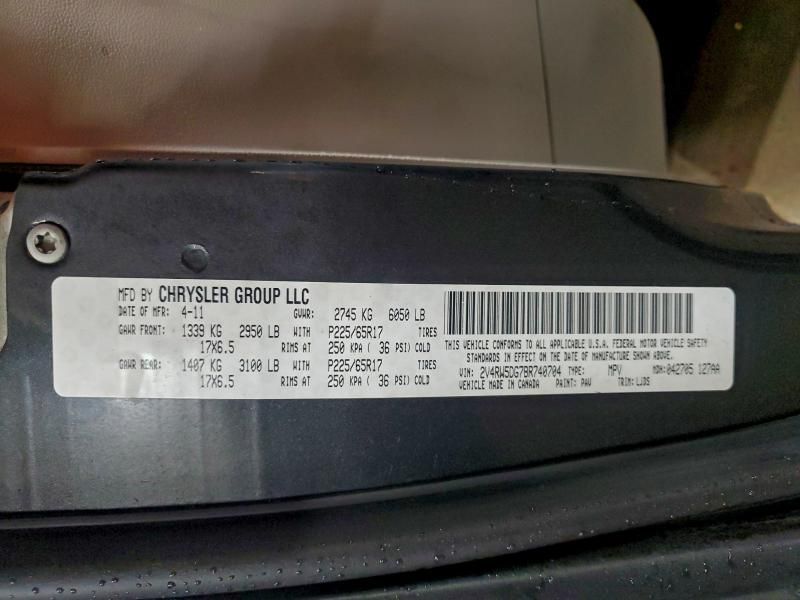 MFD BY CHRYSLER GROUP LLC
DATE OF MFR: 4-11 GVWR: 2745 KG 6050 LB
GAWR FRONT: 1339 KG 2950 LB WITH P225/65R17 TIRES
17X6.5 RIMS AT 250 KPA ( 36 PSI) COLD
GAWR REAR: 1407 KG 3100 LB WITH P225/65R17 TIRES
17X6.5 RIMS AT 250 KPA ( 36 PSI) COLD
THIS VEHICLE CONFORMS TO ALL APPLICABLE U.S.A. FEDERAL MOTOR VEHICLE SAFETY
STANDARDS IN EFFECT ON THE DATE OF MANUFACTURE SHOWN ABOVE.
VIN: 2V4RW5DG7BR740704 TYPE: MPV MDH: 042705 127AA
VEHICLE MADE IN CANADA PAINT: PAV TRIM: LJDS